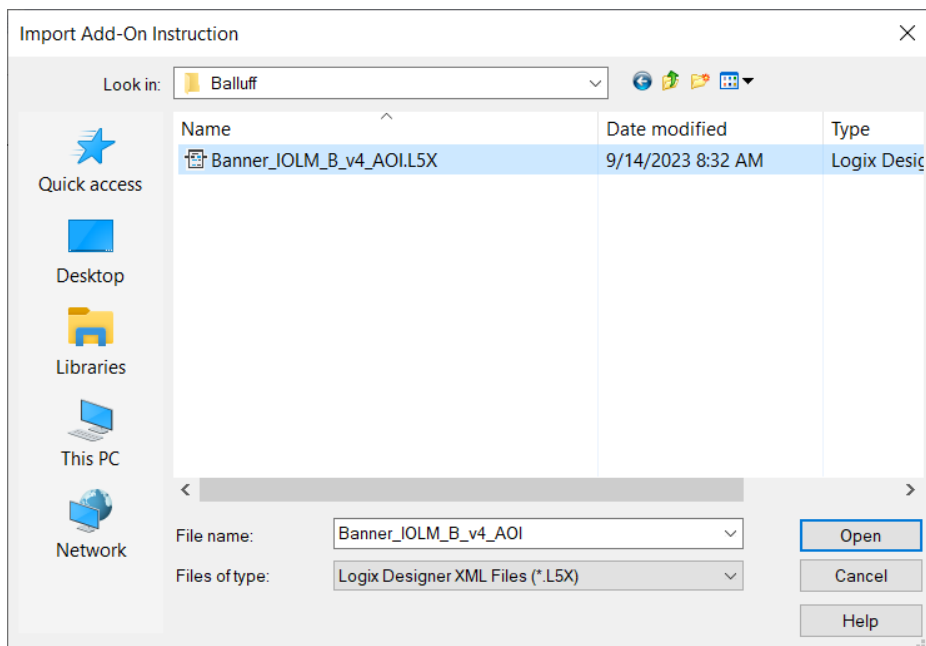 Import Add-On Instruction
Look in: Balluff
Name Date modified Type
Banner_IOLM_B_v4_AOI.L5X 9/14/2023 8:32 AM Logix Desig
Quick access
Desktop
Libraries
This PC
Network
File name: Banner_IOLM_B_v4_AOI Open
Files of type: Logix Designer XML Files (*.L5X) Cancel
Help